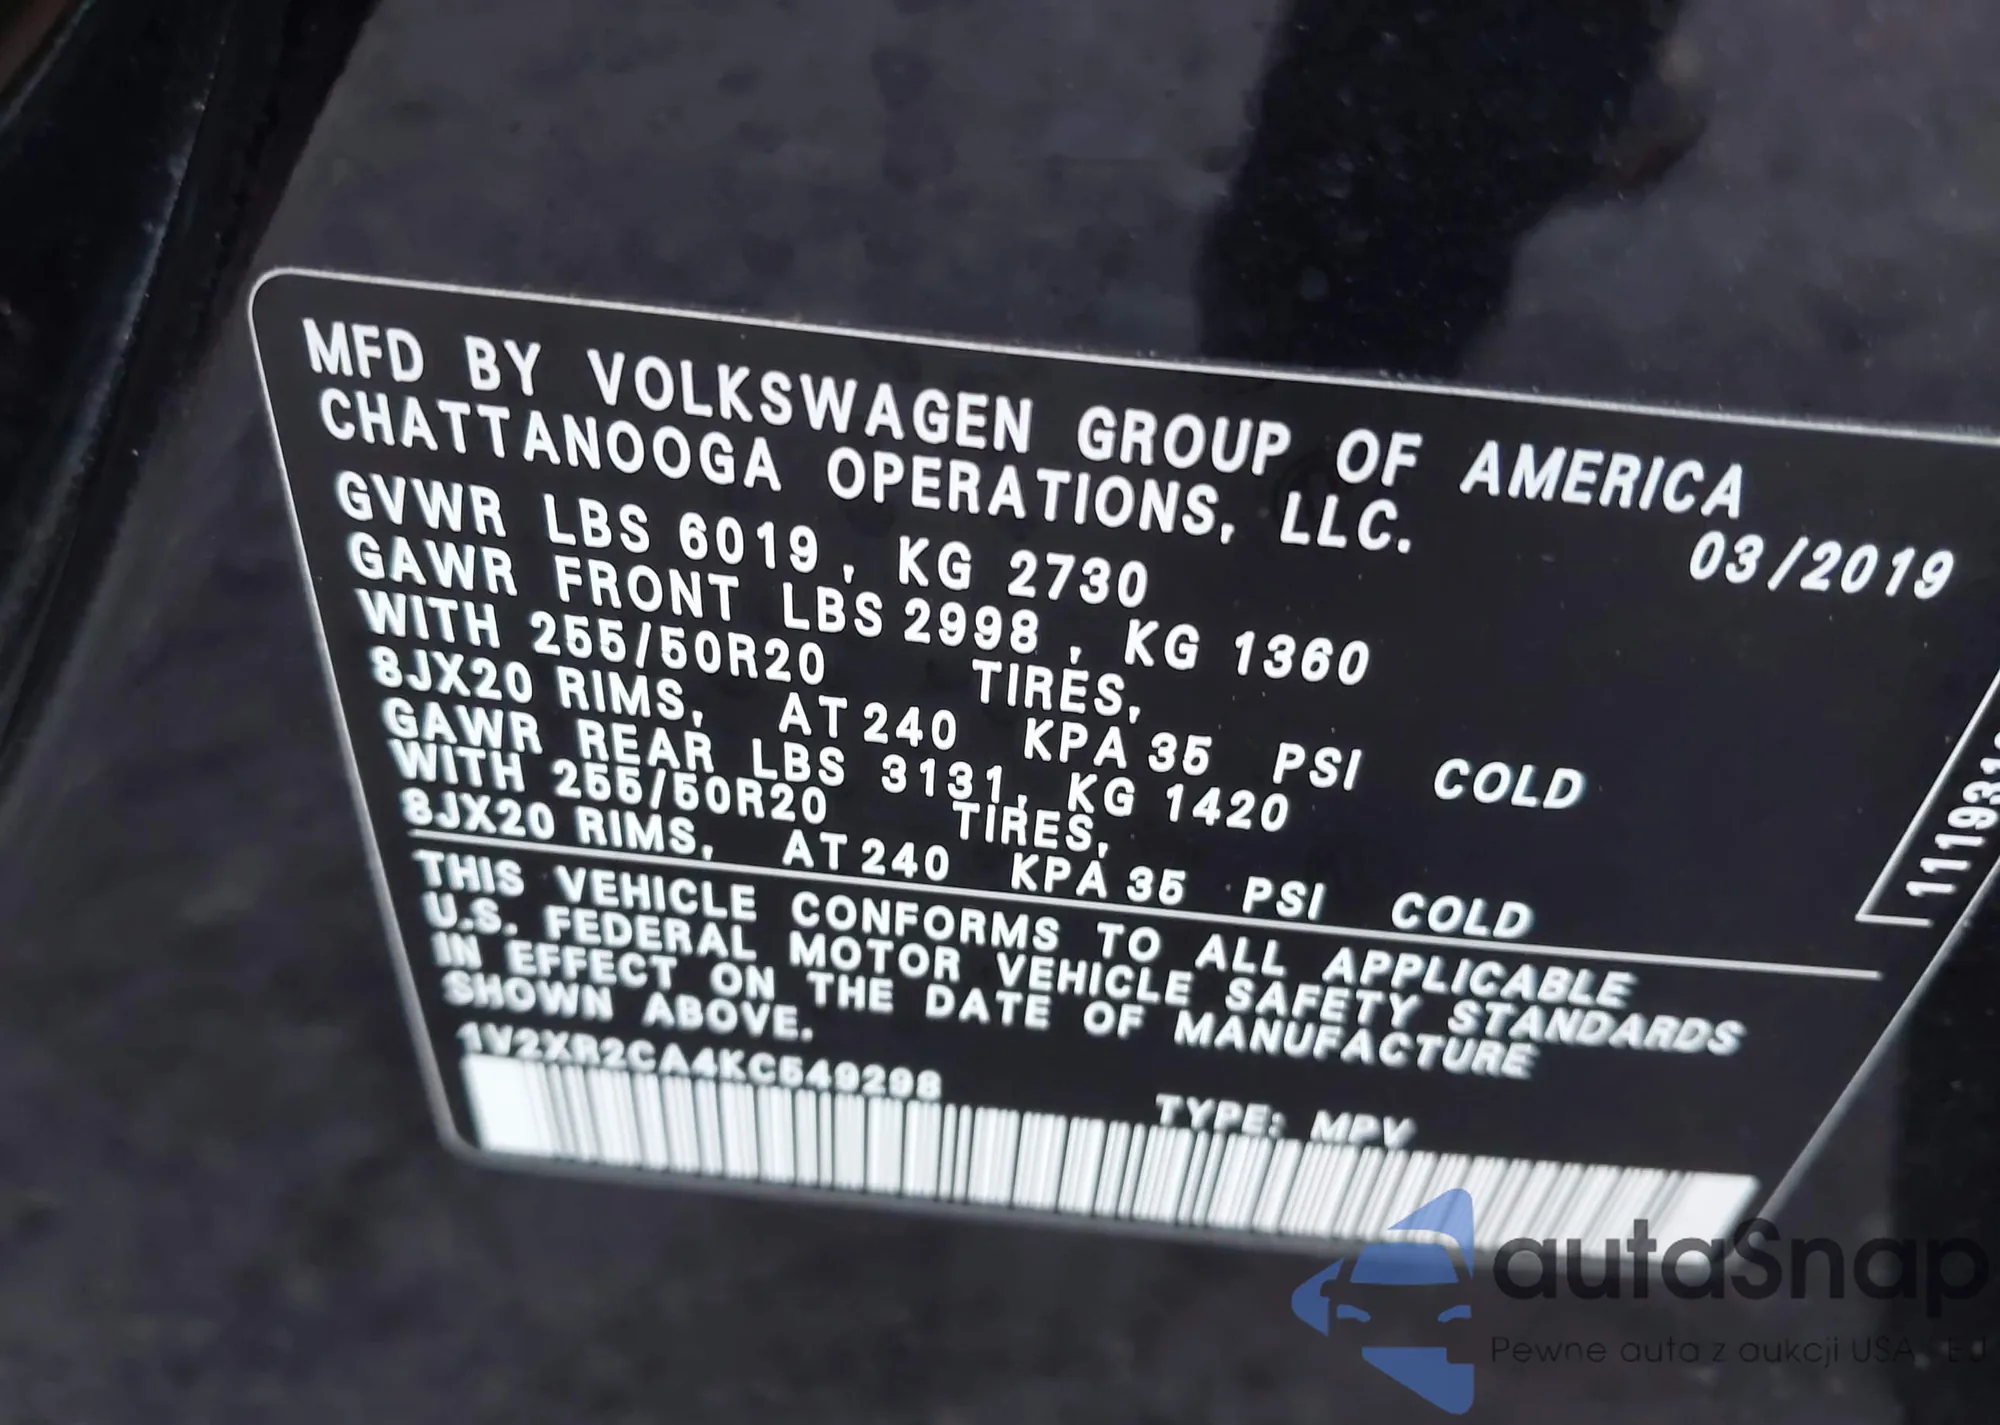 MFD BY VOLKSWAGEN GROUP OF AMERICA
CHATTANOOGA OPERATIONS, LLC.
03/2019
GVWR LBS 6019, KG 2730
GAWR FRONT LBS 2998, KG 1360
WITH 255/50R20 TIRES,
8JX20 RIMS, AT 240 KPA 35 PSI COLD
GAWR REAR LBS 3131, KG 1420
WITH 255/50R20 TIRES,
8JX20 RIMS, AT 240 KPA 35 PSI COLD
THIS VEHICLE CONFORMS TO ALL APPLICABLE
U.S. FEDERAL MOTOR VEHICLE SAFETY STANDARDS
IN EFFECT ON THE DATE OF MANUFACTURE
SHOWN ABOVE.
1V2XR2CA4KC549298
TYPE: MPV
autaSnap
Pewne auta z aukcji USA